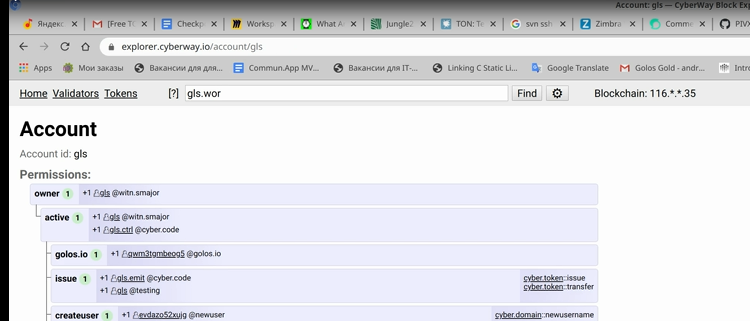 Account: gls — CyberWay Block Exp
Яндекс
[Free TO
Checkp
Worksp
What A
Jungle2
TON: Te
svn ssh
Zimbra
Comme
PIVX
explorer.cyberway.io/account/gls
Apps Мои заказы Вакансии для для... Commun.App MV... Вакансии для IT-... Linking C Static Li... Google Translate Golos Gold - andr... Intro
Home Validators Tokens [?] gls.wor Find Blockchain: 116.*.*.35
Account
Account id: gls
Permissions:
owner 1 +1 gls @witn.smajor
active 1 +1 gls @witn.smajor
+1 gls.ctrl @cyber.code
golos.io 1 +1 qwm3tgmbeog5 @golos.io
issue 1 +1 gls.emit @cyber.code cyber.token::issue
+1 gls @testing cyber.token::transfer
createuser 1 +1 evdazo52xujg @newuser cyber.domain::newusername